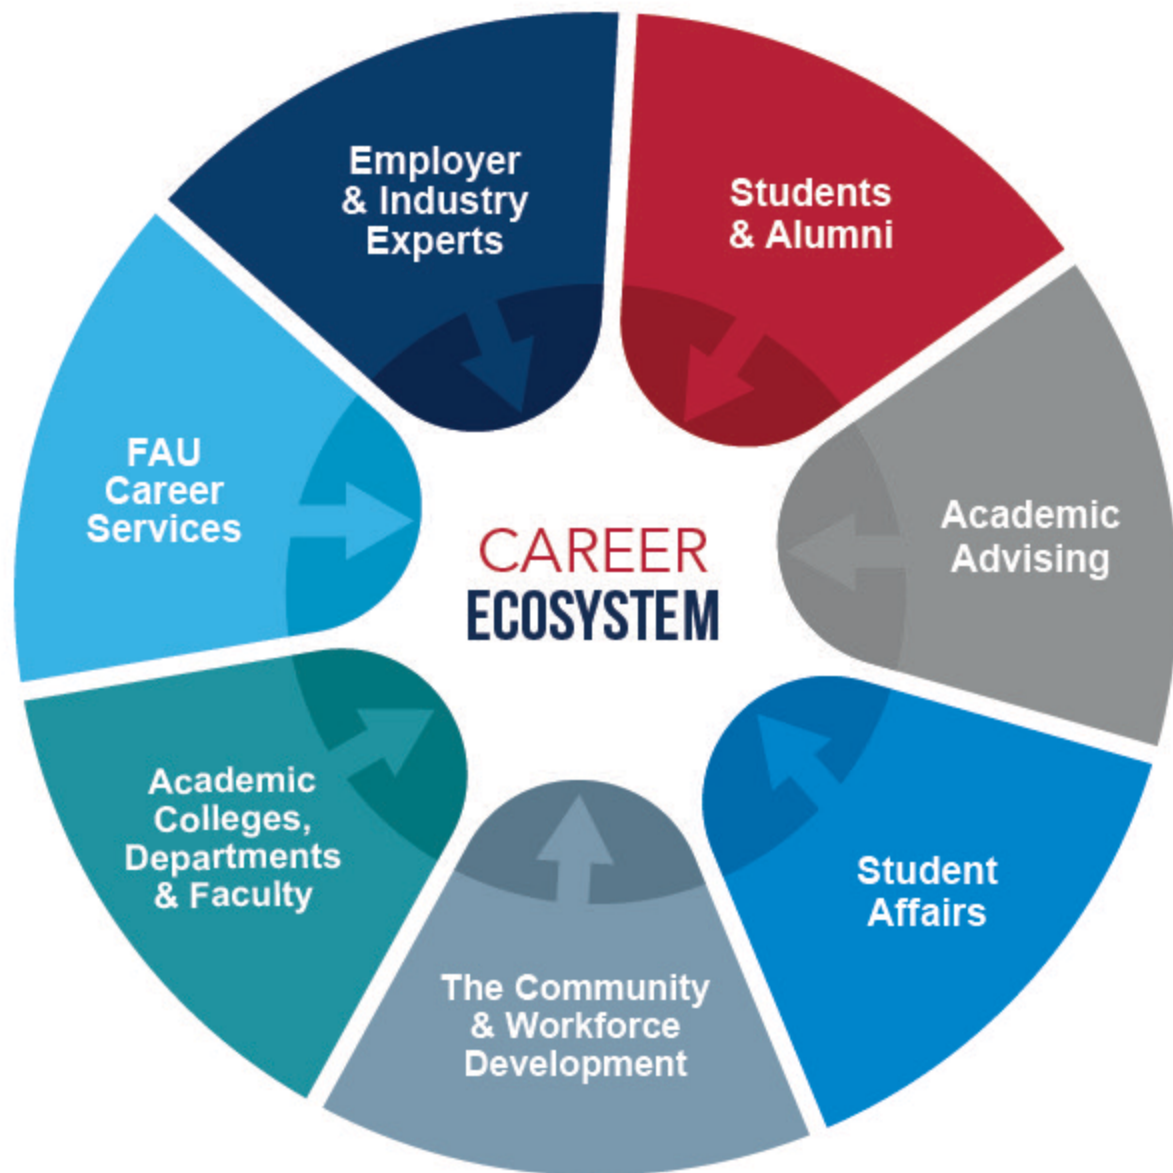 Employer
& Industry
Experts
Students
& Alumni
Academic
Advising
Student
Affairs
The Community
& Workforce
Development
Academic
Colleges,
Departments
& Faculty
FAU
Career
Services
CAREER
ECOSYSTEM